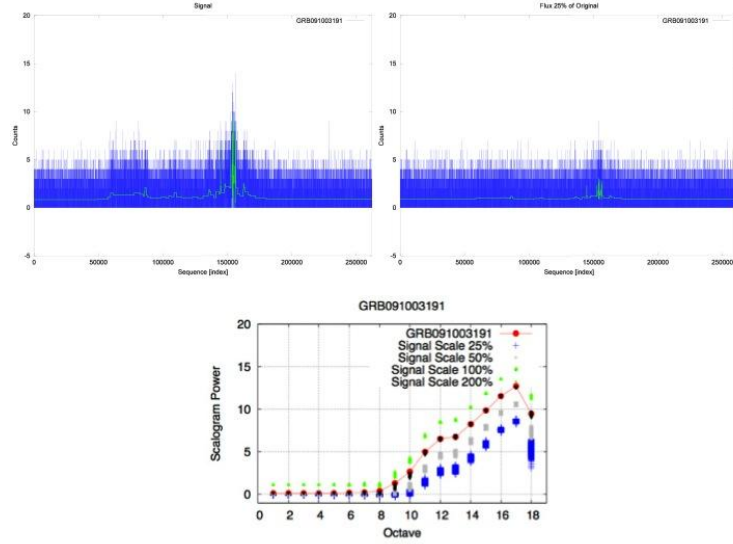 Signal
GRB091003191
20
15
10
5
0
-5
Counts
0
50000
100000
150000
200000
250000
Sequence [index]
Flux 25% of Original
GRB091003191
20
15
10
5
0
-5
Counts
0
50000
100000
150000
200000
250000
Sequence [index]
GRB091003191
20
15
10
5
0
Scalogram Power
GRB091003191
Signal Scale 25%
Signal Scale 50%
Signal Scale 100%
Signal Scale 200%
0
2
4
6
8
10
12
14
16
18
Octave